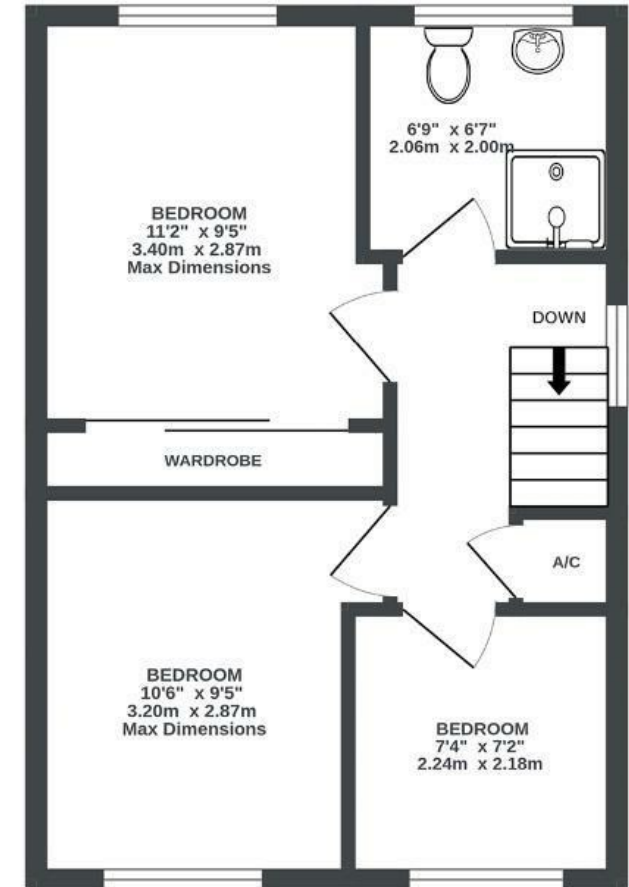 6'9" x 6'7"
2.06m x 2.00m
BEDROOM
11'2" x 9'5"
3.40m x 2.87m
Max Dimensions
DOWN
WARDROBE
A/C
BEDROOM
10'6" x 9'5"
3.20m x 2.87m
Max Dimensions
BEDROOM
7'4" x 7'2"
2.24m x 2.18m